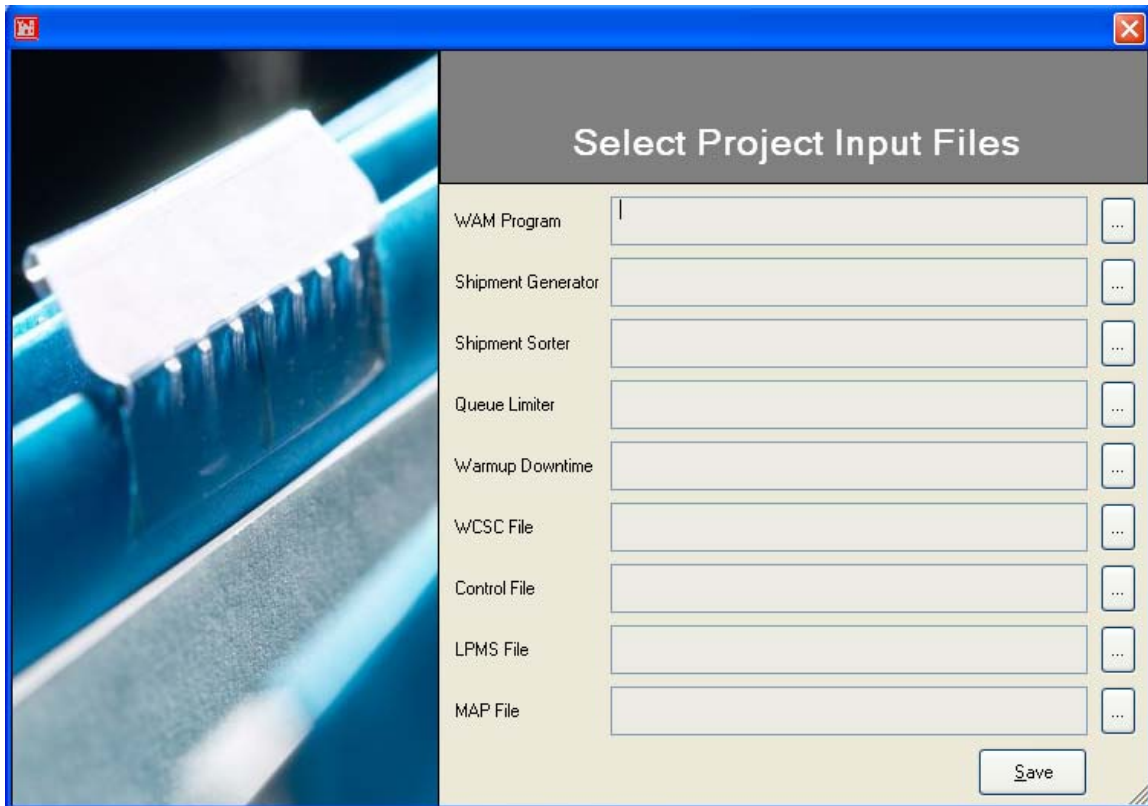 Select Project Input Files
WAM Program
...
Shipment Generator
...
Shipment Sorter
...
Queue Limiter
...
Warmup Downtime
...
WCSC File
...
Control File
...
LPMS File
...
MAP File
...
Save